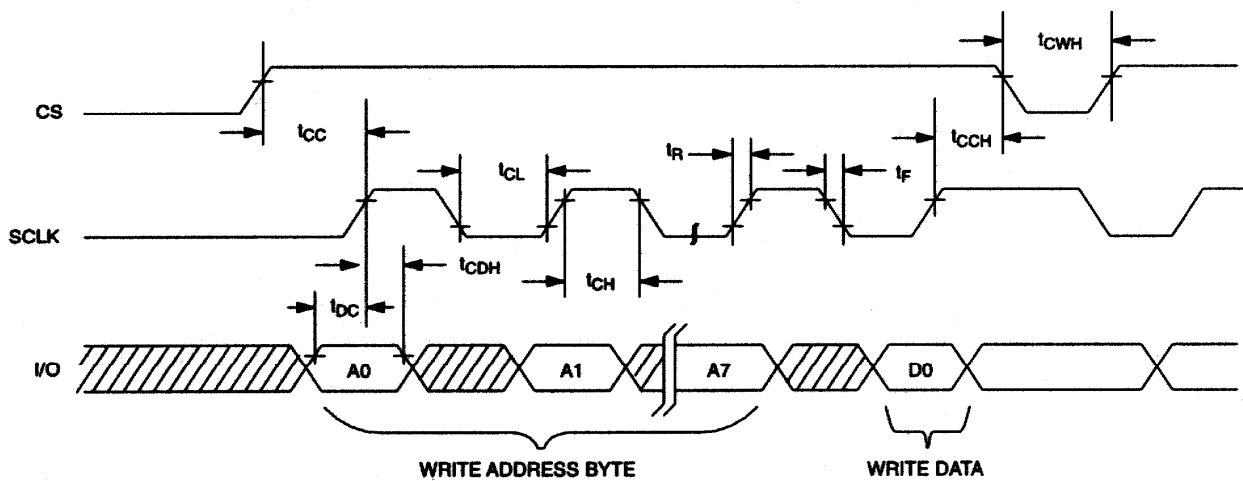 tCWH
CS
tCC
tCCH
tR
tCL
tF
SCLK
tCDH
tCH
tDC
I/O
A0
A1
A7
D0
WRITE ADDRESS BYTE
WRITE DATA